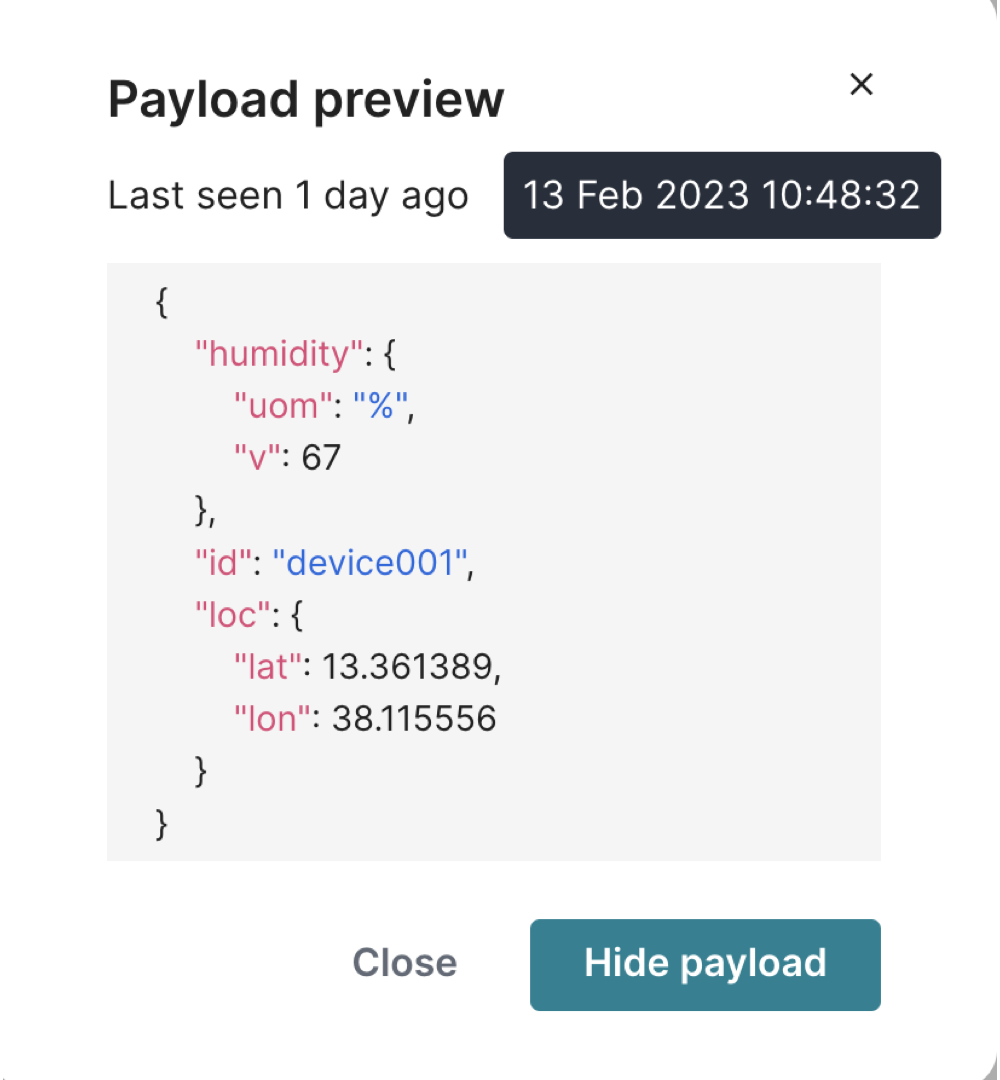 Payload preview
Last seen 1 day ago 13 Feb 2023 10:48:32
{
"humidity": {
"uom": "%",
"v": 67
},
"id": "device001",
"loc": {
"lat": 13.361389,
"lon": 38.115556
}
}
Close Hide payload